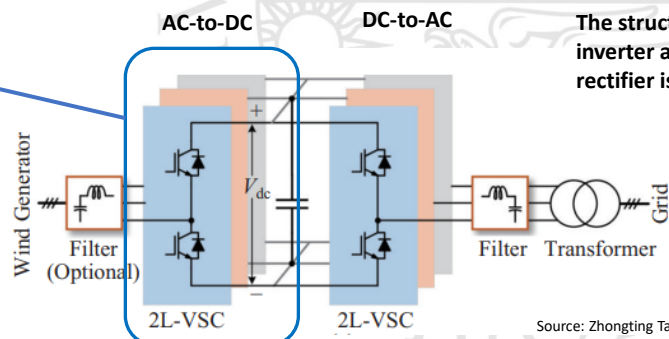 AC-to-DC
DC-to-AC
The struct
inverter a
rectifier is
Wind Generator
Filter
(Optional)
+
V_dc
−
2L-VSC
2L-VSC
Filter
Transformer
Grid
Source: Zhongting Ta